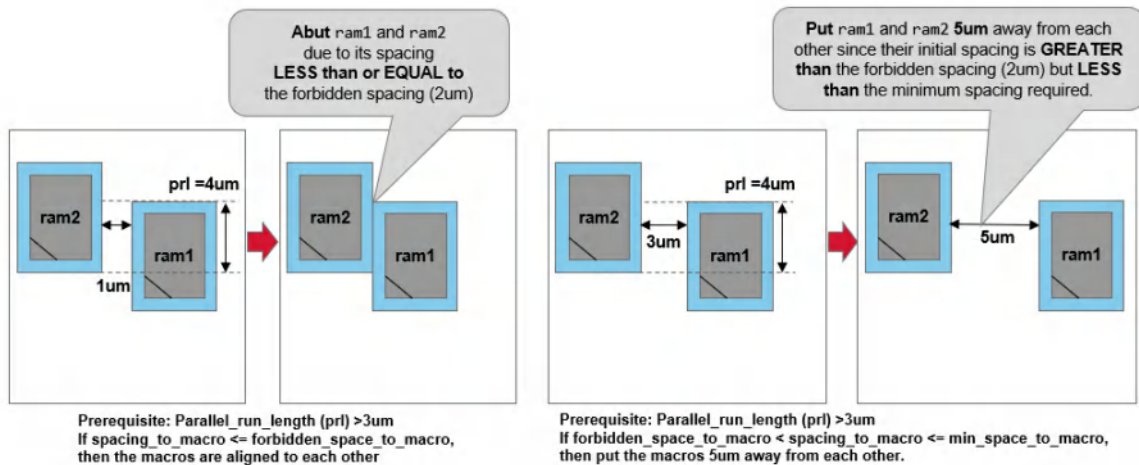 Abut ram1 and ram2
due to its spacing
LESS than or EQUAL to
the forbidden spacing (2um)
Put ram1 and ram2 5um away from each
other since their initial spacing is GREATER
than the forbidden spacing (2um) but LESS
than the minimum spacing required.
prl =4um
ram2
ram1
1um
ram2
ram1
prl =4um
ram2
3um
ram1
ram2
5um
ram1
Prerequisite: Parallel_run_length (prl) >3um
If spacing_to_macro <= forbidden_space_to_macro,
then the macros are aligned to each other
Prerequisite: Parallel_run_length (prl) >3um
If forbidden_space_to_macro < spacing_to_macro <= min_space_to_macro,
then put the macros 5um away from each other.